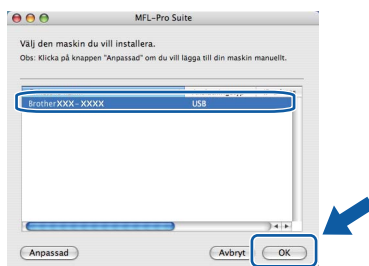 MFL-Pro Suite
Välj den maskin du vill installera.
Obs: Klicka på knappen "Anpassad" om du vill lägga till din maskin manuellt.
BrotherXXX-XXXX USB
Anpassad Avbryt OK